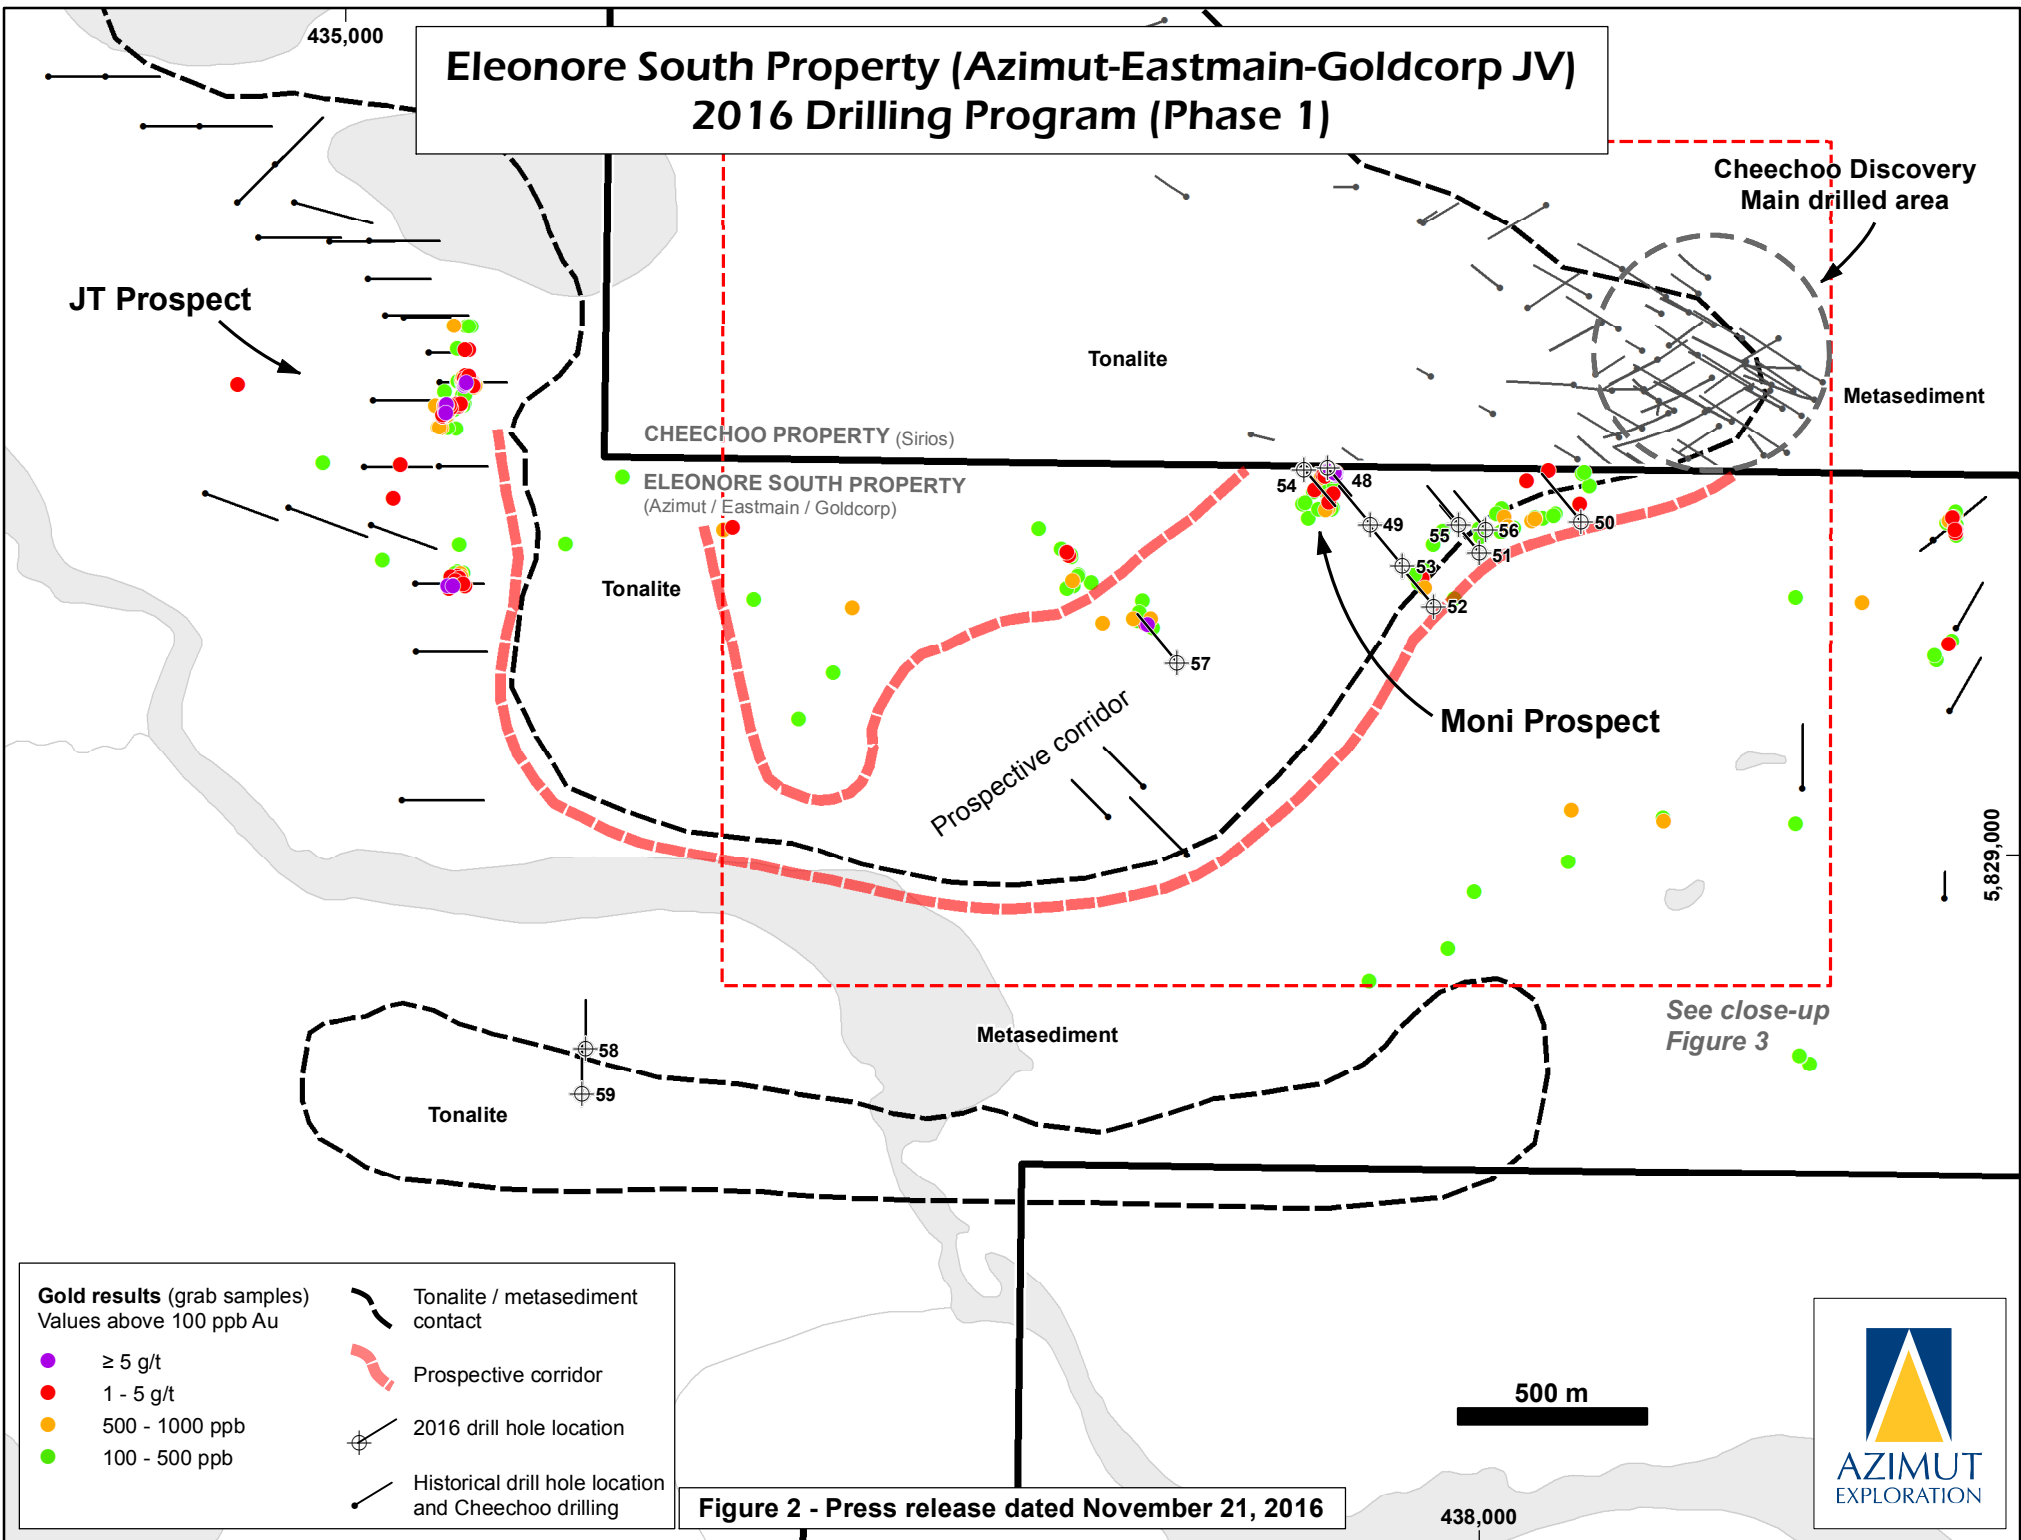 435,000
Eleonore South Property (Azimut-Eastmain-Goldcorp JV)
2016 Drilling Program (Phase 1)
Cheechoo Discovery
Main drilled area
JT Prospect
Tonalite
Metasediment
CHEECHOO PROPERTY (Sirios)
ELEONORE SOUTH PROPERTY
(Azimut / Eastmain / Goldcorp)
54
48
49
55
56
50
51
53
52
Tonalite
57
Moni Prospect
Prospective corridor
5,829,000
See close-up
Figure 3
Metasediment
58
59
Tonalite
Gold results (grab samples)
Values above 100 ppb Au
≥ 5 g/t
1 - 5 g/t
500 - 1000 ppb
100 - 500 ppb
Tonalite / metasediment
contact
Prospective corridor
2016 drill hole location
Historical drill hole location
and Cheechoo drilling
500 m
Figure 2 - Press release dated November 21, 2016
438,000
AZIMUT
EXPLORATION